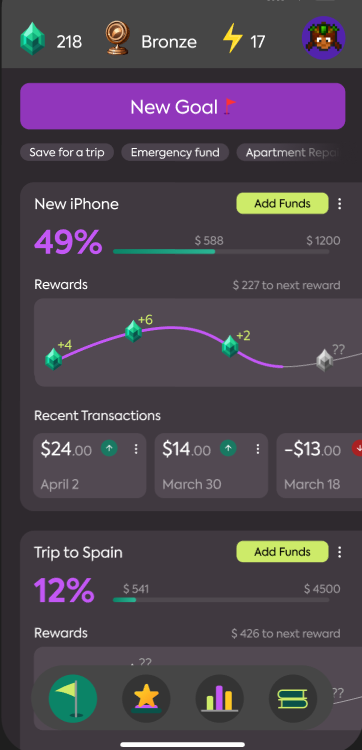 218 Bronze 17
New Goal
Save for a trip Emergency fund Apartment Repa
New iPhone Add Funds
49% $ 588 $ 1200
Rewards $ 227 to next reward
+4 +6 +2 ??
Recent Transactions
$24.00 $14.00 -$13.00
April 2 March 30 March 18
Trip to Spain Add Funds
12% $ 541 $ 4500
Rewards $ 426 to next reward
??
??